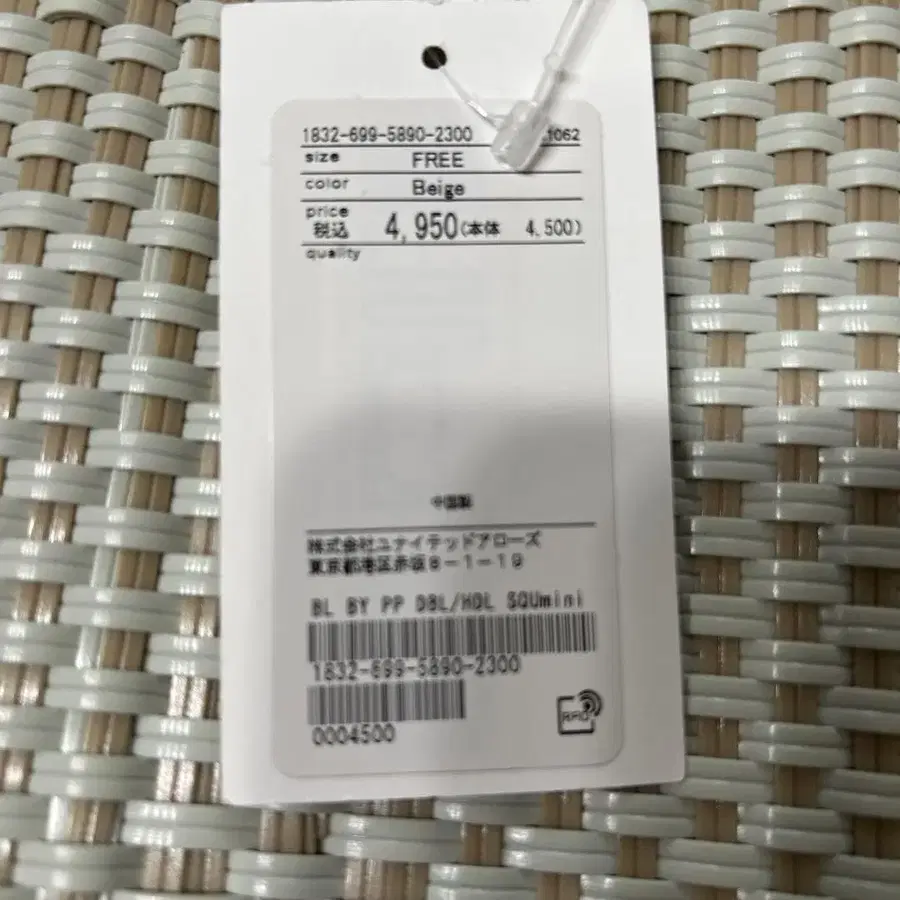 1832-699-5890-2300 1062
size FREE
color Beige
price
税込 4,950(本体 4,500)
quality
中国製
株式会社ユナイテッドアローズ
東京都港区赤坂8-1-19
BL BY PP DBL/HDL SQUmini
1832-699-5890-2300
0004500
RFID